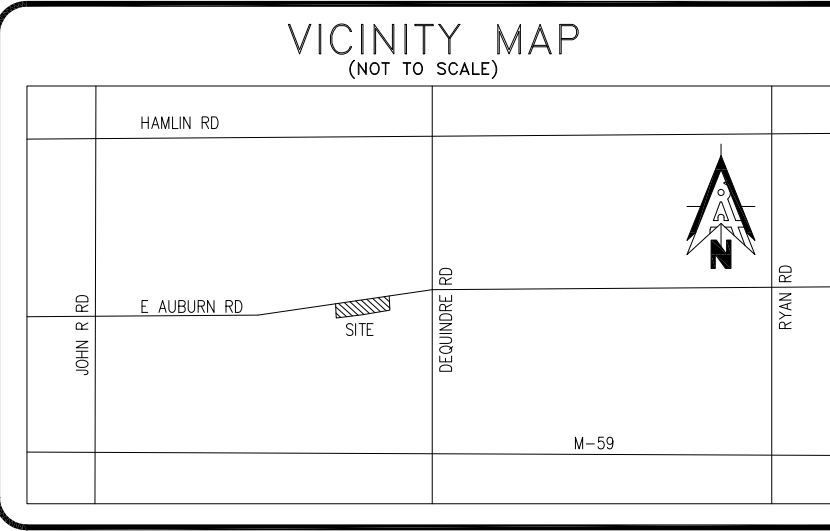 VICINITY MAP
(NOT TO SCALE)
HAMLIN RD
N
E AUBURN RD
SITE
JOHN R RD
DEQUINDRE RD
RYAN RD
M-59